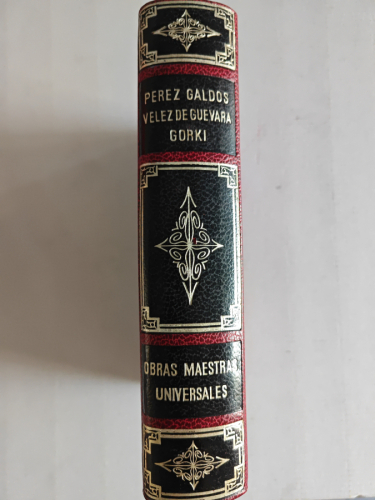 PEREZ GALDOS
VELEZ DE GUEVARA
GORKI
OBRAS MAESTRAS
UNIVERSALES